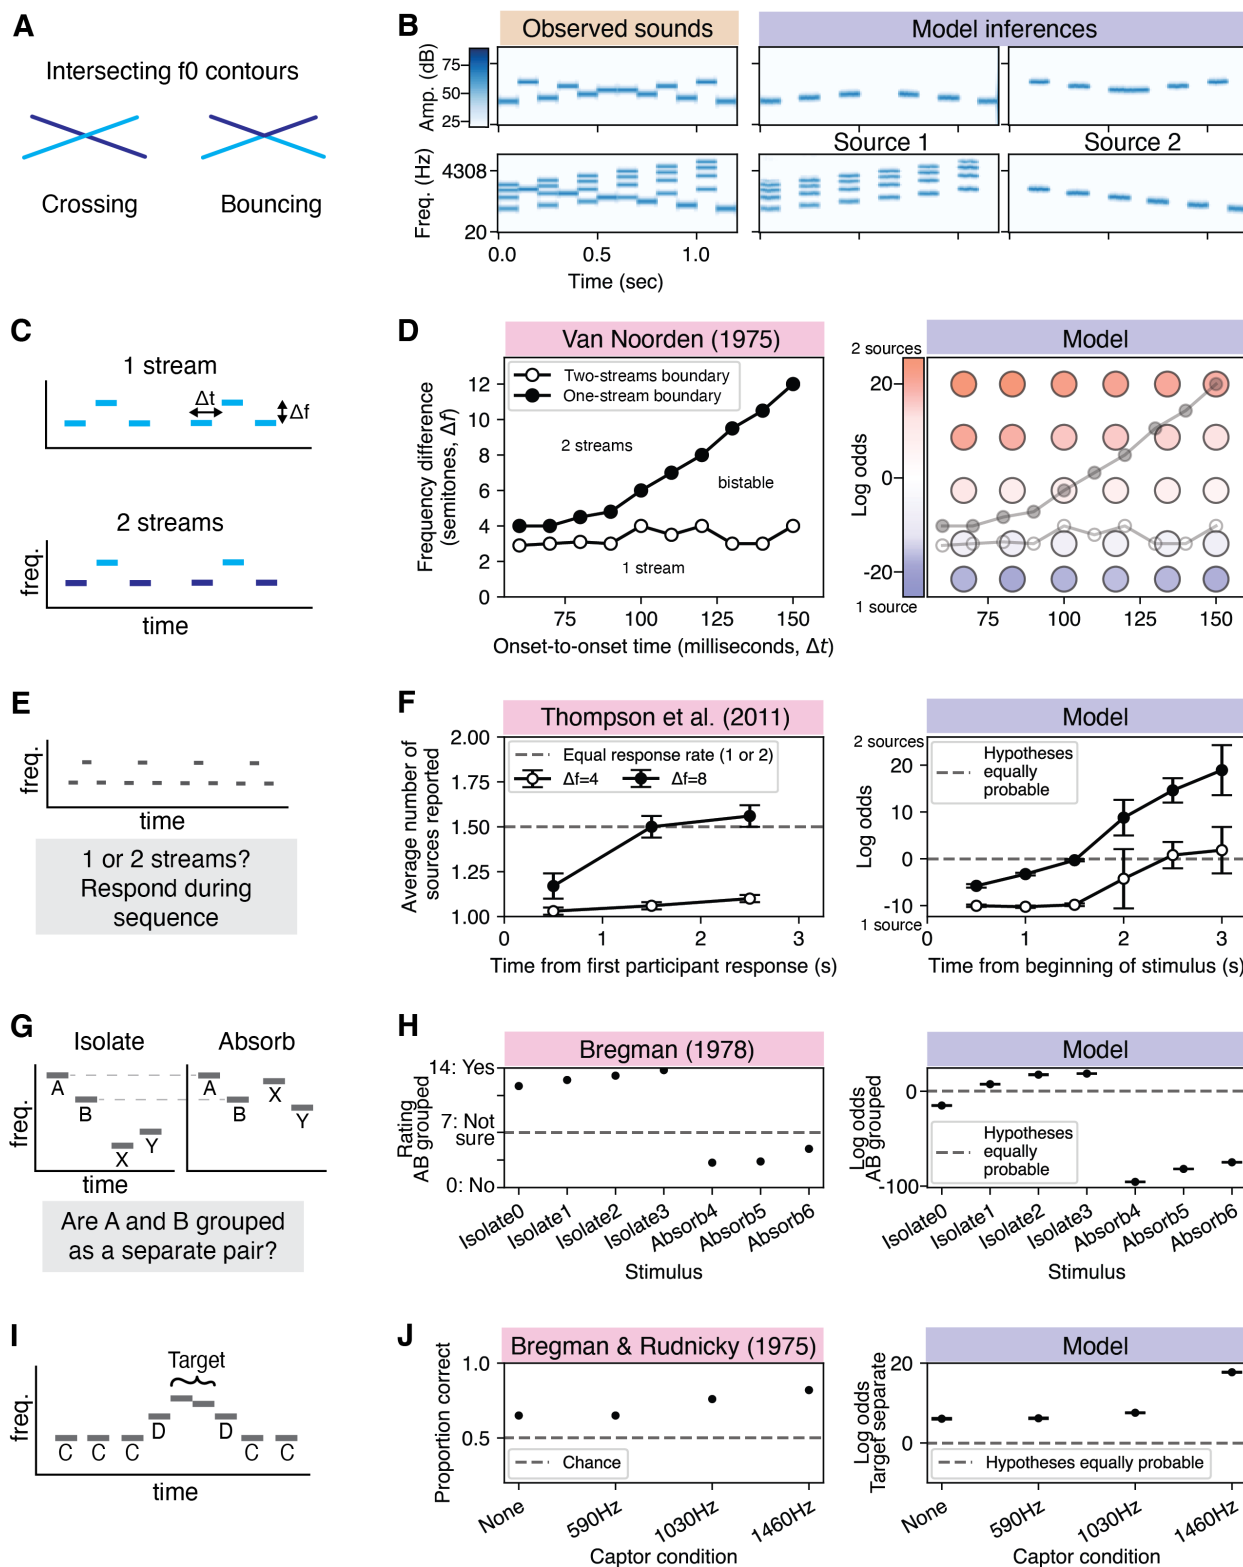 A
Intersecting f0 contours
Crossing
Bouncing
B
Observed sounds
Model inferences
Amp. (dB)
75
50
25
Source 1
Source 2
Freq. (Hz)
4308
20
0.0
0.5
1.0
Time (sec)
C
1 stream
Δt
Δf
2 streams
freq.
time
D
Van Noorden (1975)
Two-streams boundary
One-stream boundary
2 streams
bistable
1 stream
Frequency difference
(semitones, Δf)
12
10
8
6
4
2
0
75
100
125
150
Onset-to-onset time (milliseconds, Δt)
Model
2 sources
20
0
-20
1 source
Log odds
75
100
125
150
E
freq.
time
1 or 2 streams?
Respond during
sequence
F
Thompson et al. (2011)
Equal response rate (1 or 2)
Δf=4
Δf=8
Average number of
sources reported
2.00
1.75
1.50
1.25
1.00
0
1
2
3
Time from first participant response (s)
Model
2 sources
Hypotheses
equally
probable
20
10
0
-10
1 source
Log odds
0
1
2
3
Time from beginning of stimulus (s)
G
Isolate
Absorb
freq.
A
B
X
Y
A
B
X
Y
time
Are A and B grouped
as a separate pair?
H
Bregman (1978)
14: Yes
7: Not
sure
0: No
Rating
AB grouped
Isolate0
Isolate1
Isolate2
Isolate3
Absorb4
Absorb5
Absorb6
Stimulus
Model
0
-100
Log odds
AB grouped
Hypotheses
equally
probable
Isolate0
Isolate1
Isolate2
Isolate3
Absorb4
Absorb5
Absorb6
Stimulus
I
Target
freq.
C
C
C
D
D
C
C
time
J
Bregman & Rudnicky (1975)
Proportion correct
1.0
0.5
Chance
None
590Hz
1030Hz
1460Hz
Captor condition
Model
20
0
Log odds
Target separate
Hypotheses equally probable
None
590Hz
1030Hz
1460Hz
Captor condition